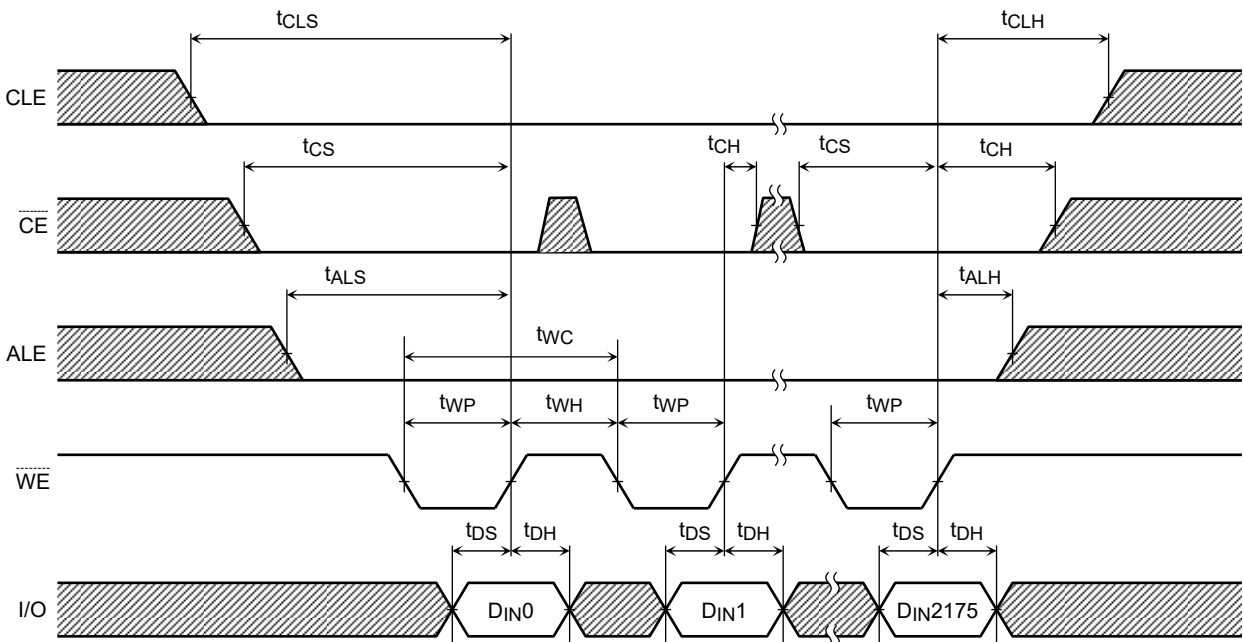 tCLS tCLH
CLE
tCS tCH tCS tCH
CE
tALS tALH
ALE
tWC
tWP tWH tWP tWP
WE
tDS tDH tDS tDH tDS tDH
I/O DIN0 DIN1 DIN2175